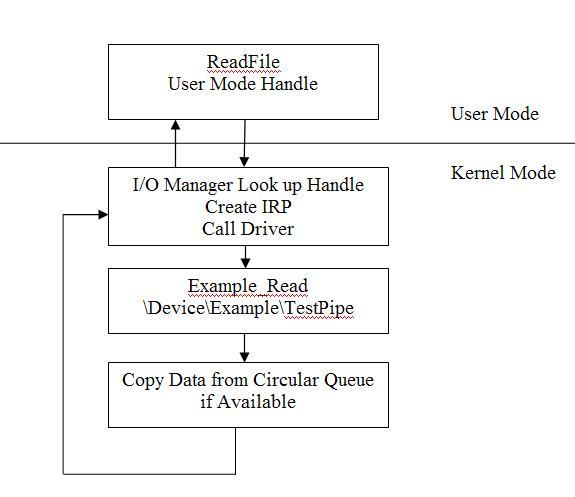 ReadFile
User Mode Handle
User Mode
Kernel Mode
I/O Manager Look up Handle
Create IRP
Call Driver
Example_Read
\Device\Example\TestPipe
Copy Data from Circular Queue
if Available